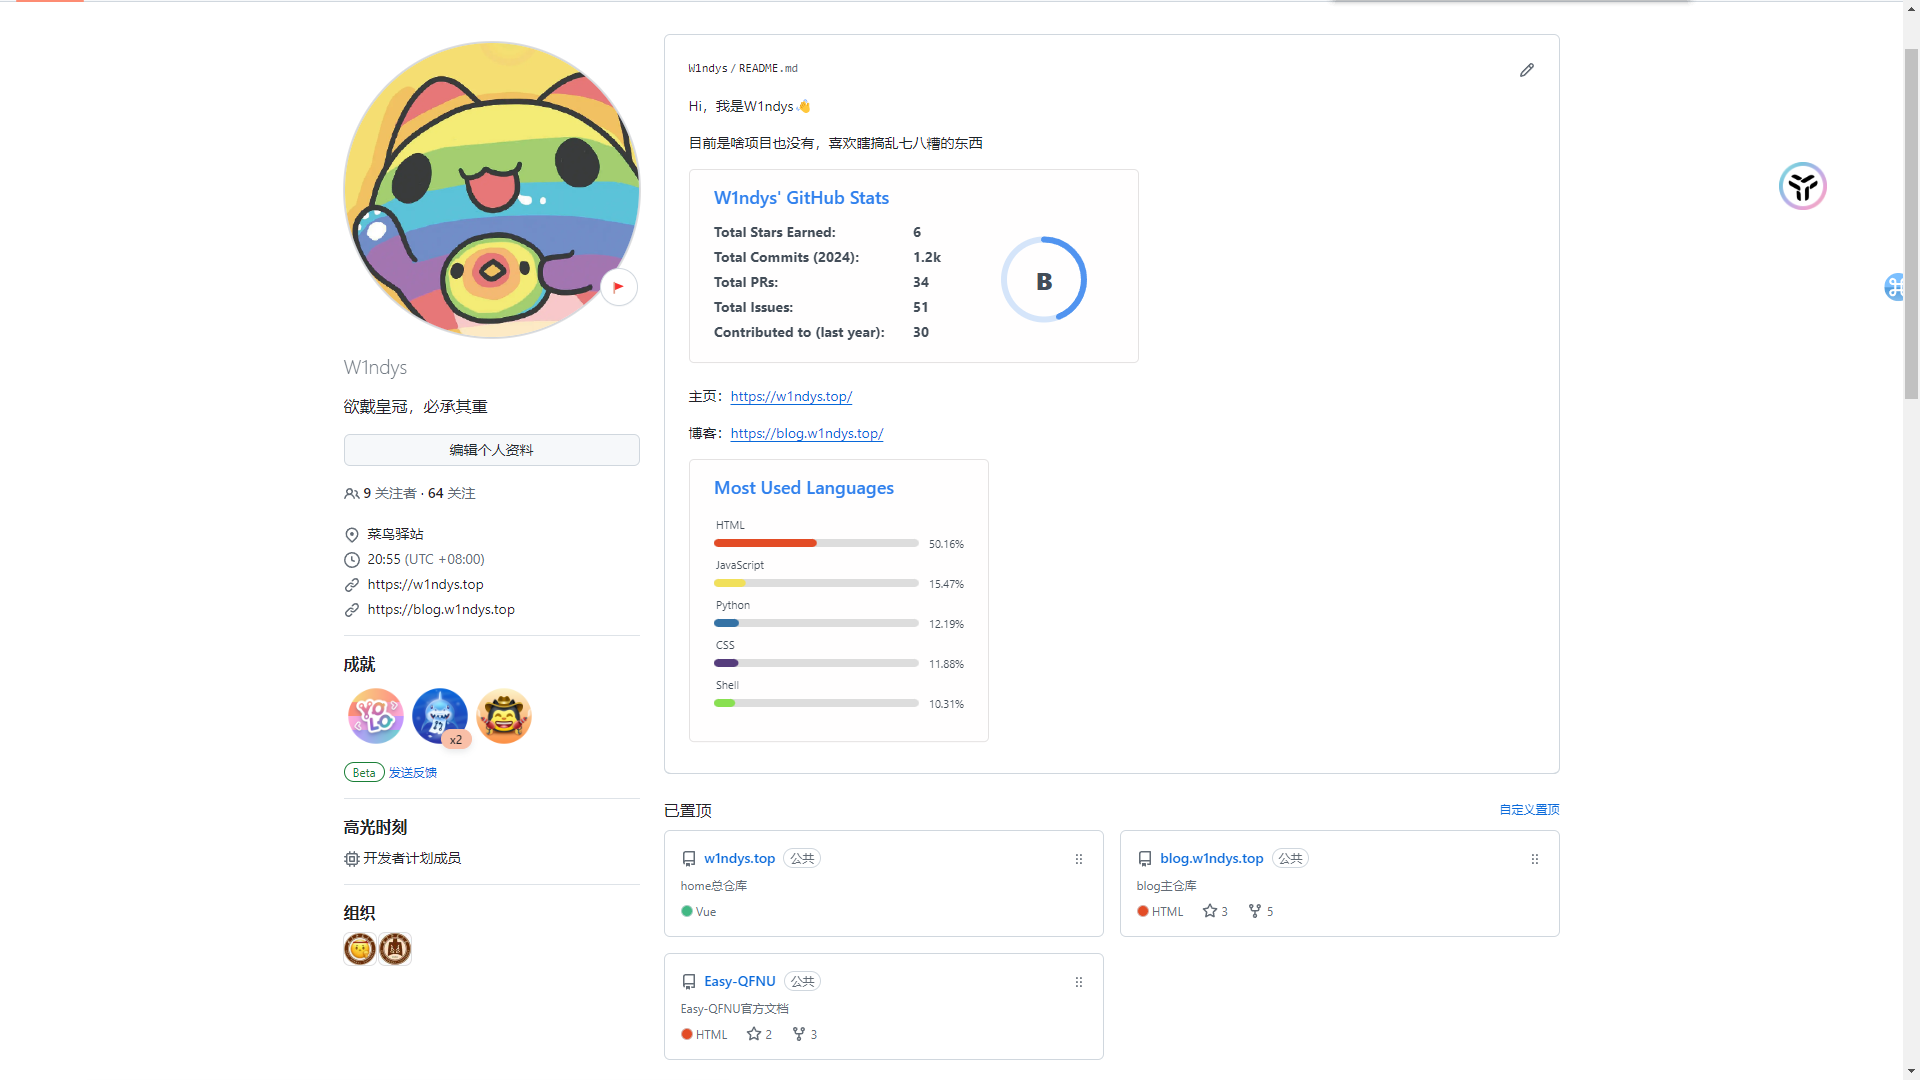 W1ndys
欲戴皇冠，必承其重
编辑个人资料
9 关注者 · 64 关注
菜鸟驿站
20:55 (UTC +08:00)
https://w1ndys.top
https://blog.w1ndys.top
成就
YOLO
x2
Beta 发送反馈
高光时刻
开发者计划成员
组织
W1ndys / README.md
Hi，我是W1ndys👋
目前是啥项目也没有，喜欢瞎搞乱七八糟的东西
W1ndys' GitHub Stats
Total Stars Earned: 6
Total Commits (2024): 1.2k
Total PRs: 34
Total Issues: 51
Contributed to (last year): 30
B
主页：https://w1ndys.top/
博客：https://blog.w1ndys.top/
Most Used Languages
HTML
50.16%
JavaScript
15.47%
Python
12.19%
CSS
11.88%
Shell
10.31%
已置顶
自定义置顶
w1ndys.top 公共
home总仓库
Vue
blog.w1ndys.top 公共
blog主仓库
HTML 3 5
Easy-QFNU 公共
Easy-QFNU官方文档
HTML 2 3